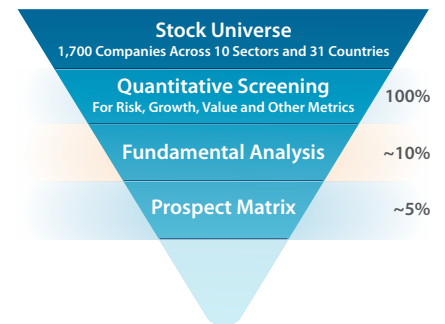 Stock Universe
1,700 Companies Across 10 Sectors and 31 Countries
Quantitative Screening
For Risk, Growth, Value and Other Metrics
100%
Fundamental Analysis
~10%
Prospect Matrix
~5%